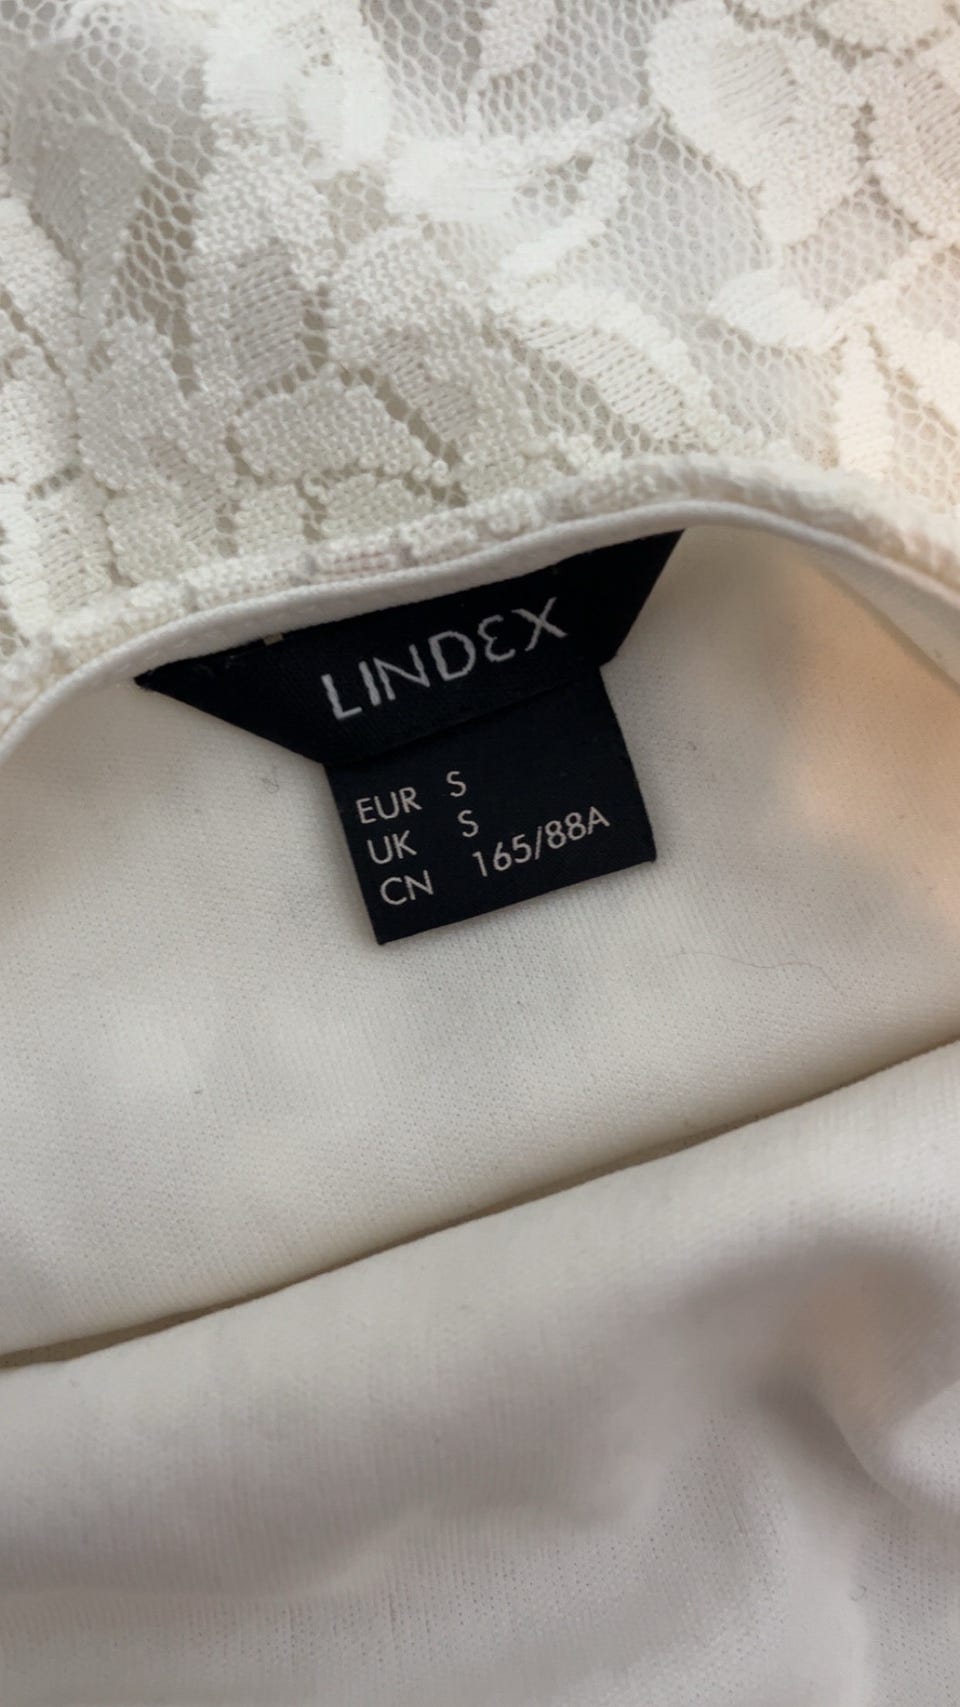 LINDEX
EUR S
UK S
CN 165/88A